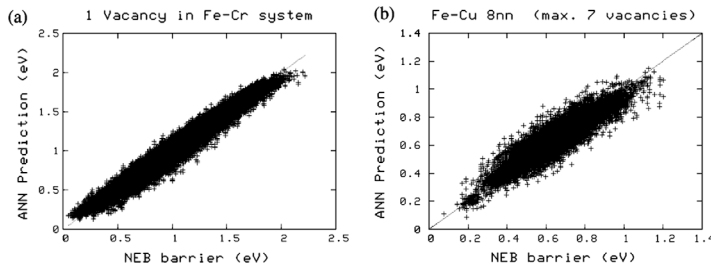 (a) 1 Vacancy in Fe-Cr system
2.5
2
1.5
1
0.5
0
ANN Prediction (eV)
0 0.5 1 1.5 2 2.5
NEB barrier (eV)
(b) Fe-Cu 8nn (max. 7 vacancies)
1.4
1.2
1
0.8
0.6
0.4
0.2
0
ANN Prediction (eV)
0 0.2 0.4 0.6 0.8 1 1.2 1.4
NEB barrier (eV)